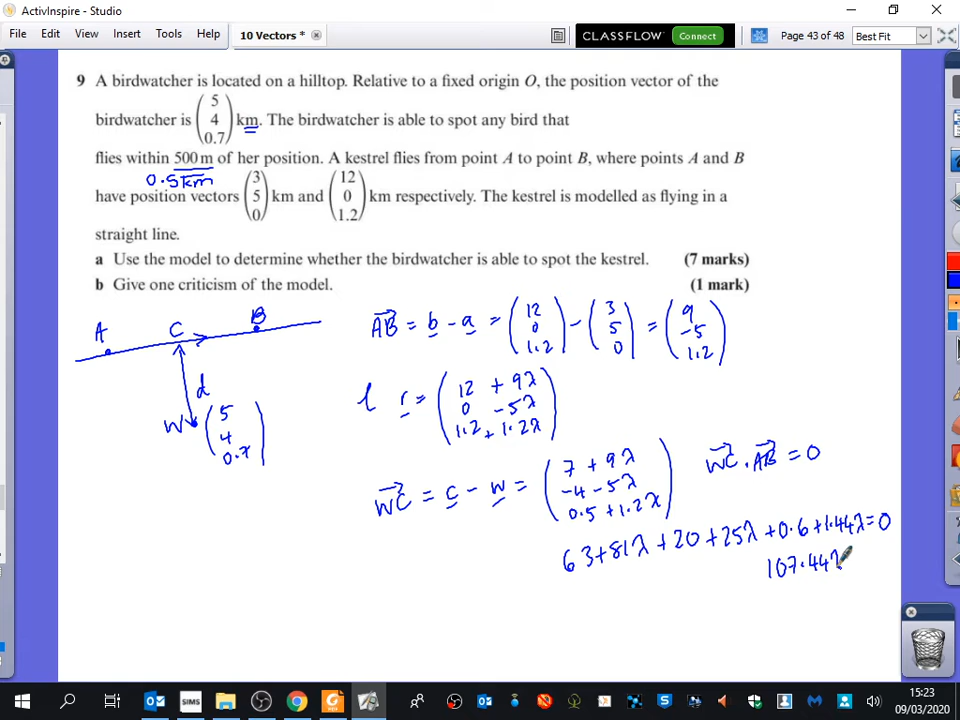 ActivInspire - Studio
File Edit View Insert Tools Help 10 Vectors * CLASSFLOW Connect Page 43 of 48 Best Fit
9 A birdwatcher is located on a hilltop. Relative to a fixed origin O, the position vector of the
birdwatcher is (5 4 0.7) km. The birdwatcher is able to spot any bird that
flies within 500 m of her position. A kestrel flies from point A to point B, where points A and B
0.5km
have position vectors (3 5 0) km and (12 0 1.2) km respectively. The kestrel is modelled as flying in a
straight line.
a Use the model to determine whether the birdwatcher is able to spot the kestrel. (7 marks)
b Give one criticism of the model. (1 mark)
A C B
d
W (5 4 0.7)
AB = b - a = (12 0 1.2) - (3 5 0) = (9 -5 1.2)
l r = (12 + 9λ 0 - 5λ 1.2 + 1.2λ)
WC = c - w = (7 + 9λ -4 - 5λ 0.5 + 1.2λ) WC . AB = 0
63 + 81λ + 20 + 25λ + 0.6 + 1.44λ = 0
107.44λ
SIMS
15:23
09/03/2020